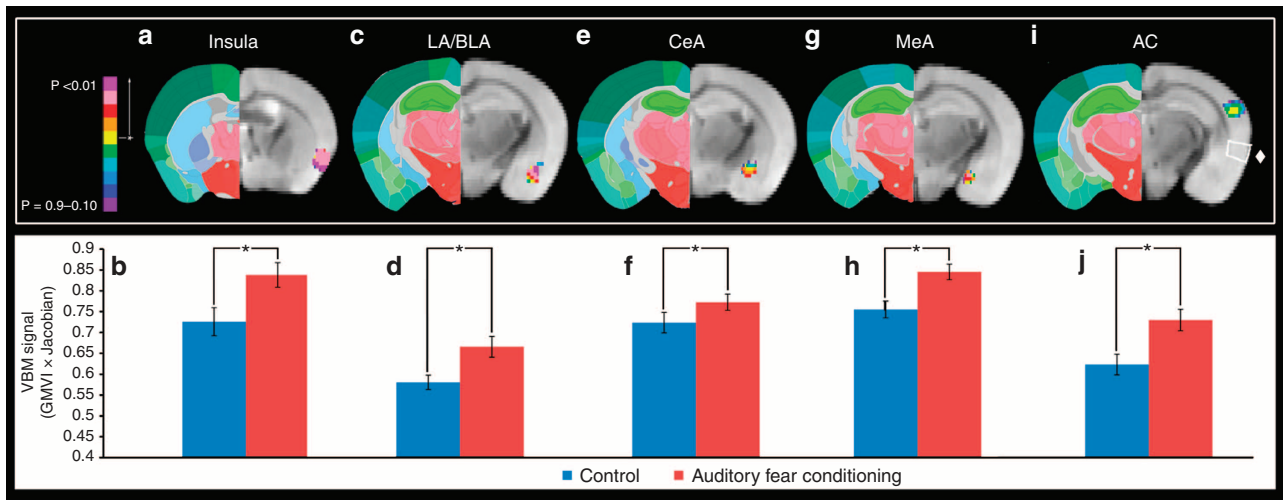 a Insula
c LA/BLA
e CeA
g MeA
i AC
P <0.01
P = 0.9–0.10
VBM signal
(GMVI × Jacobian)
0.9
0.85
0.8
0.75
0.7
0.65
0.6
0.55
0.5
0.45
0.4
b *
d *
f *
h *
j *
Control
Auditory fear conditioning